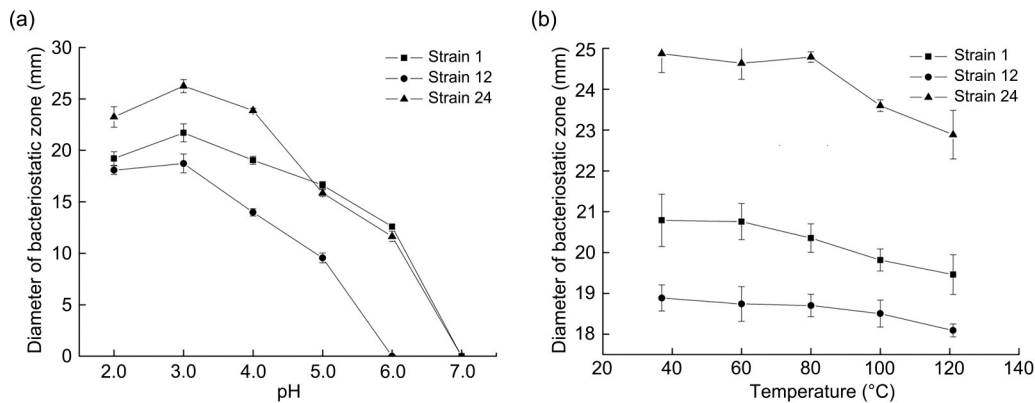 (a)
Diameter of bacteriostatic zone (mm)
30
25
20
15
10
5
0
2.0 3.0 4.0 5.0 6.0 7.0
pH
Strain 1
Strain 12
Strain 24
(b)
Diameter of bacteriostatic zone (mm)
25
24
23
22
21
20
19
18
20 40 60 80 100 120 140
Temperature (°C)
Strain 1
Strain 12
Strain 24